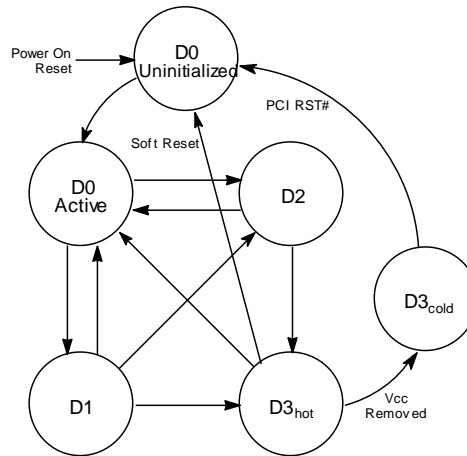 D0
Uninitialized
Power On
Reset
PCI RST#
Soft Reset
D0
Active
D2
D3cold
D1
D3hot
Vcc
Removed